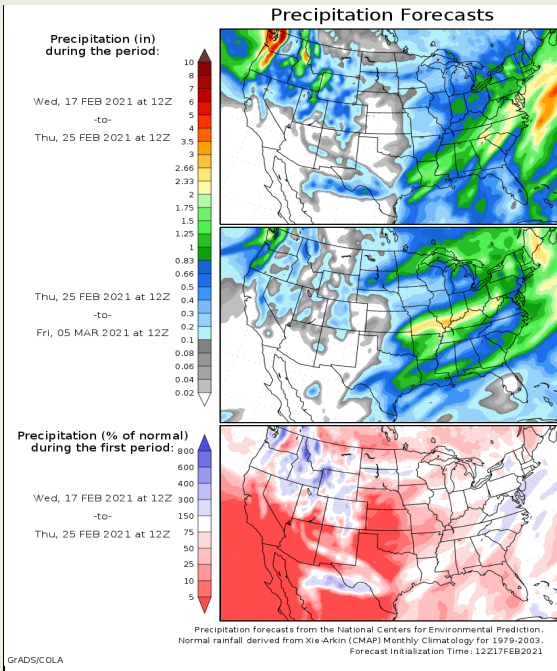 Precipitation Forecasts
Precipitation (in)
during the period:
Wed, 17 FEB 2021 at 12Z
-to-
Thu, 25 FEB 2021 at 12Z
10
8
7
6
5
4
3.5
3
2.66
2.33
2
1.75
1.5
1.25
1
0.83
0.66
0.5
0.4
0.3
0.2
0.1
0.08
0.06
0.04
0.02
Thu, 25 FEB 2021 at 12Z
-to-
Fri, 05 MAR 2021 at 12Z
Precipitation (% of normal)
during the first period:
Wed, 17 FEB 2021 at 12Z
-to-
Thu, 25 FEB 2021 at 12Z
800
600
400
300
150
75
50
25
10
5
Precipitation forecasts from the National Centers for Environmental Prediction.
Normal rainfall derived from Xie-Arkin (CMAP) Monthly Climatology for 1979-2003.
Forecast Initialization Time: 12Z17FEB2021
GrADS/COLA